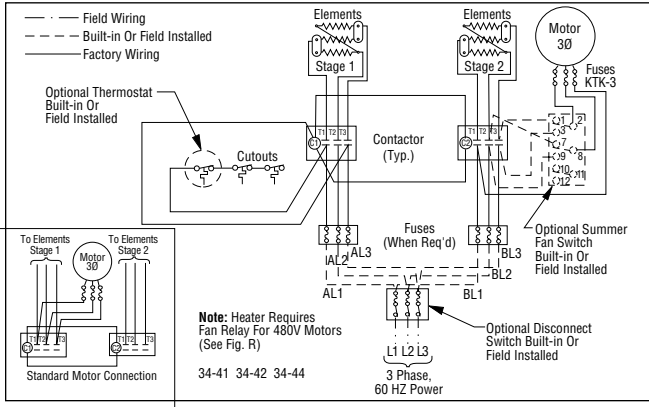 Field Wiring
Built-in Or Field Installed
Factory Wiring
Elements
Stage 1
Elements
Stage 2
Motor
3Ø
Fuses
KTK-3
Optional Thermostat
Built-in Or
Field Installed
Cutouts
C1
T1 T2 T3
Contactor
(Typ.)
C2
T1 T2 T3
1 2
3
7
9 8
10
11
12
Optional Summer
Fan Switch
Built-in Or
Field Installed
Fuses
(When Req'd)
AL3
AL2
AL1
BL3
BL2
BL1
Optional Disconnect
Switch Built-in Or
Field Installed
L1 L2 L3
3 Phase,
60 HZ Power
To Elements
Stage 1
Motor
3Ø
To Elements
Stage 2
C1
T1 T2 T3
C2
T1 T2 T3
Standard Motor Connection
Note: Heater Requires
Fan Relay For 480V Motors
(See Fig. R)
34-41 34-42 34-44